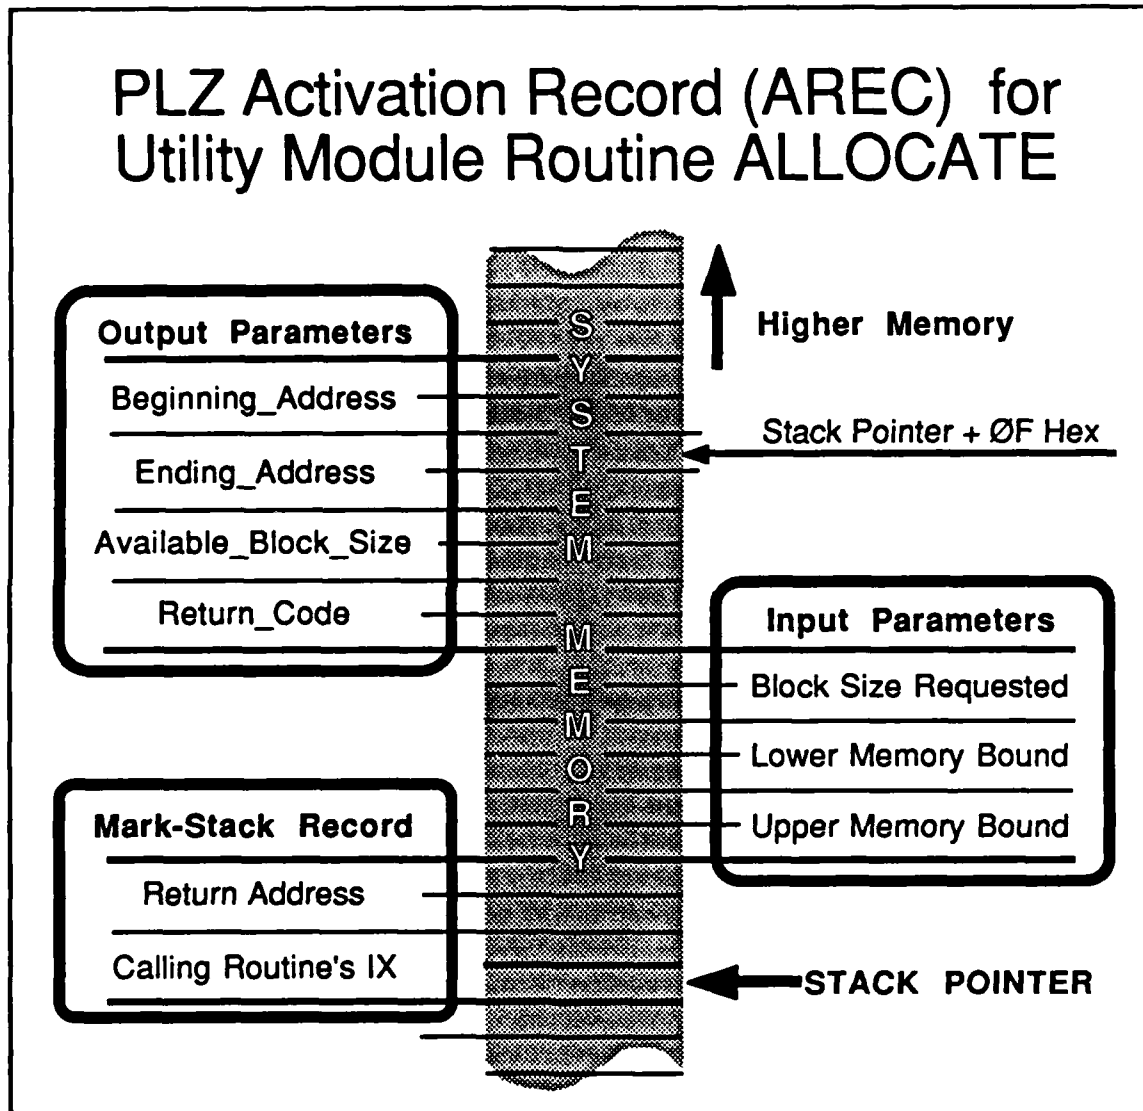 PLZ Activation Record (AREC) for
Utility Module Routine ALLOCATE
Output Parameters
Beginning_Address
Ending_Address
Available_Block_Size
Return_Code
SYSTEM MEMORY
Higher Memory
Stack Pointer + ØF Hex
Input Parameters
Block Size Requested
Lower Memory Bound
Upper Memory Bound
Mark-Stack Record
Return Address
Calling Routine's IX
STACK POINTER